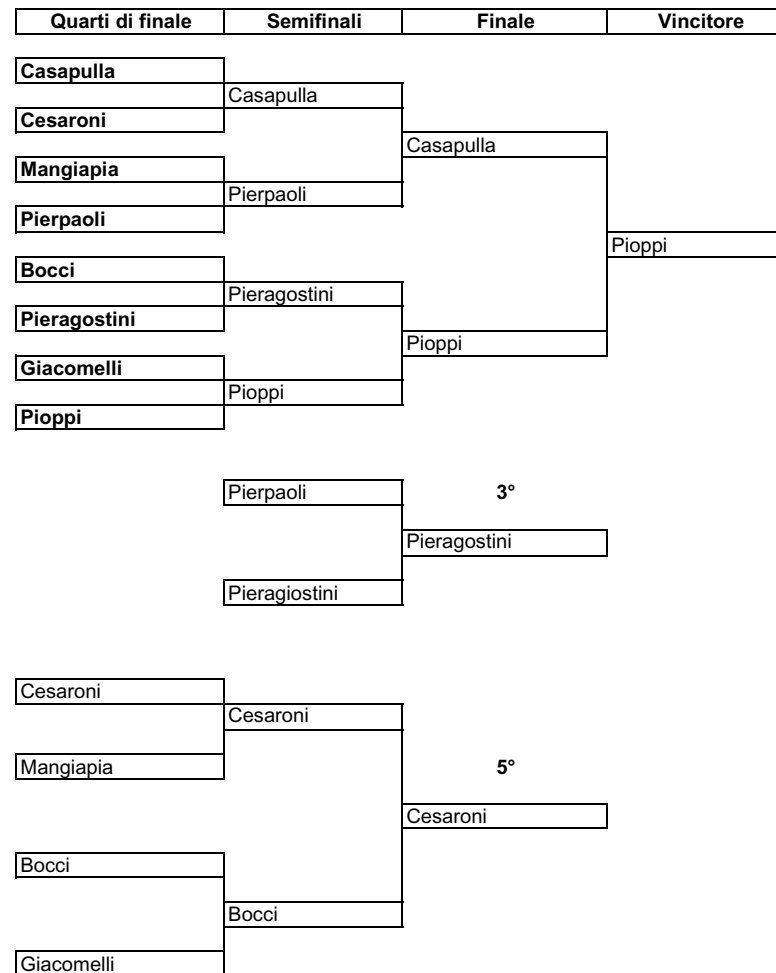 Quarti di finale Semifinali Finale Vincitore
Casapulla
Casapulla
Cesaroni
Casapulla
Mangiapia
Pierpaoli
Pierpaoli
Pioppi
Bocci
Pieragostini
Pieragostini
Pioppi
Giacomelli
Pioppi
Pioppi
Pierpaoli 3°
Pieragostini
Pieragiostini
Cesaroni
Cesaroni
Mangiapia 5°
Cesaroni
Bocci
Bocci
Giacomelli